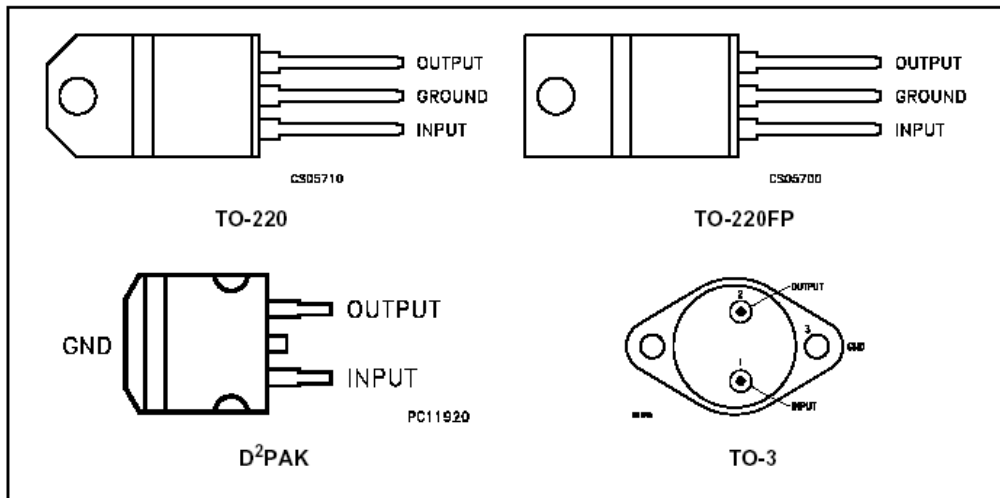 OUTPUT
GROUND
INPUT
CS05710
TO-220
OUTPUT
GROUND
INPUT
CS05700
TO-220FP
GND
OUTPUT
INPUT
PC11920
D²PAK
2
OUTPUT
3
GND
1
INPUT
TO-3